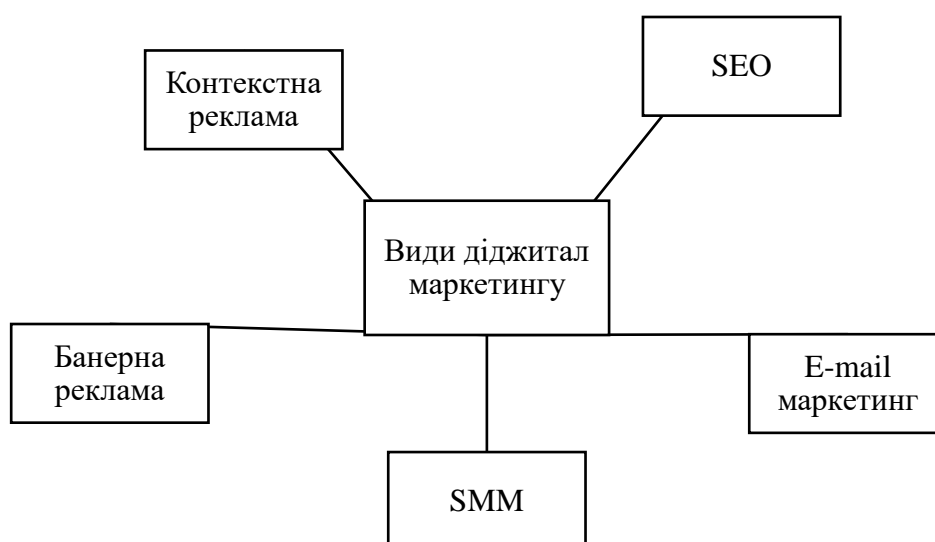 Контекстна
реклама
SEO
Види діджитал
маркетингу
Банерна
реклама
E-mail
маркетинг
SMM